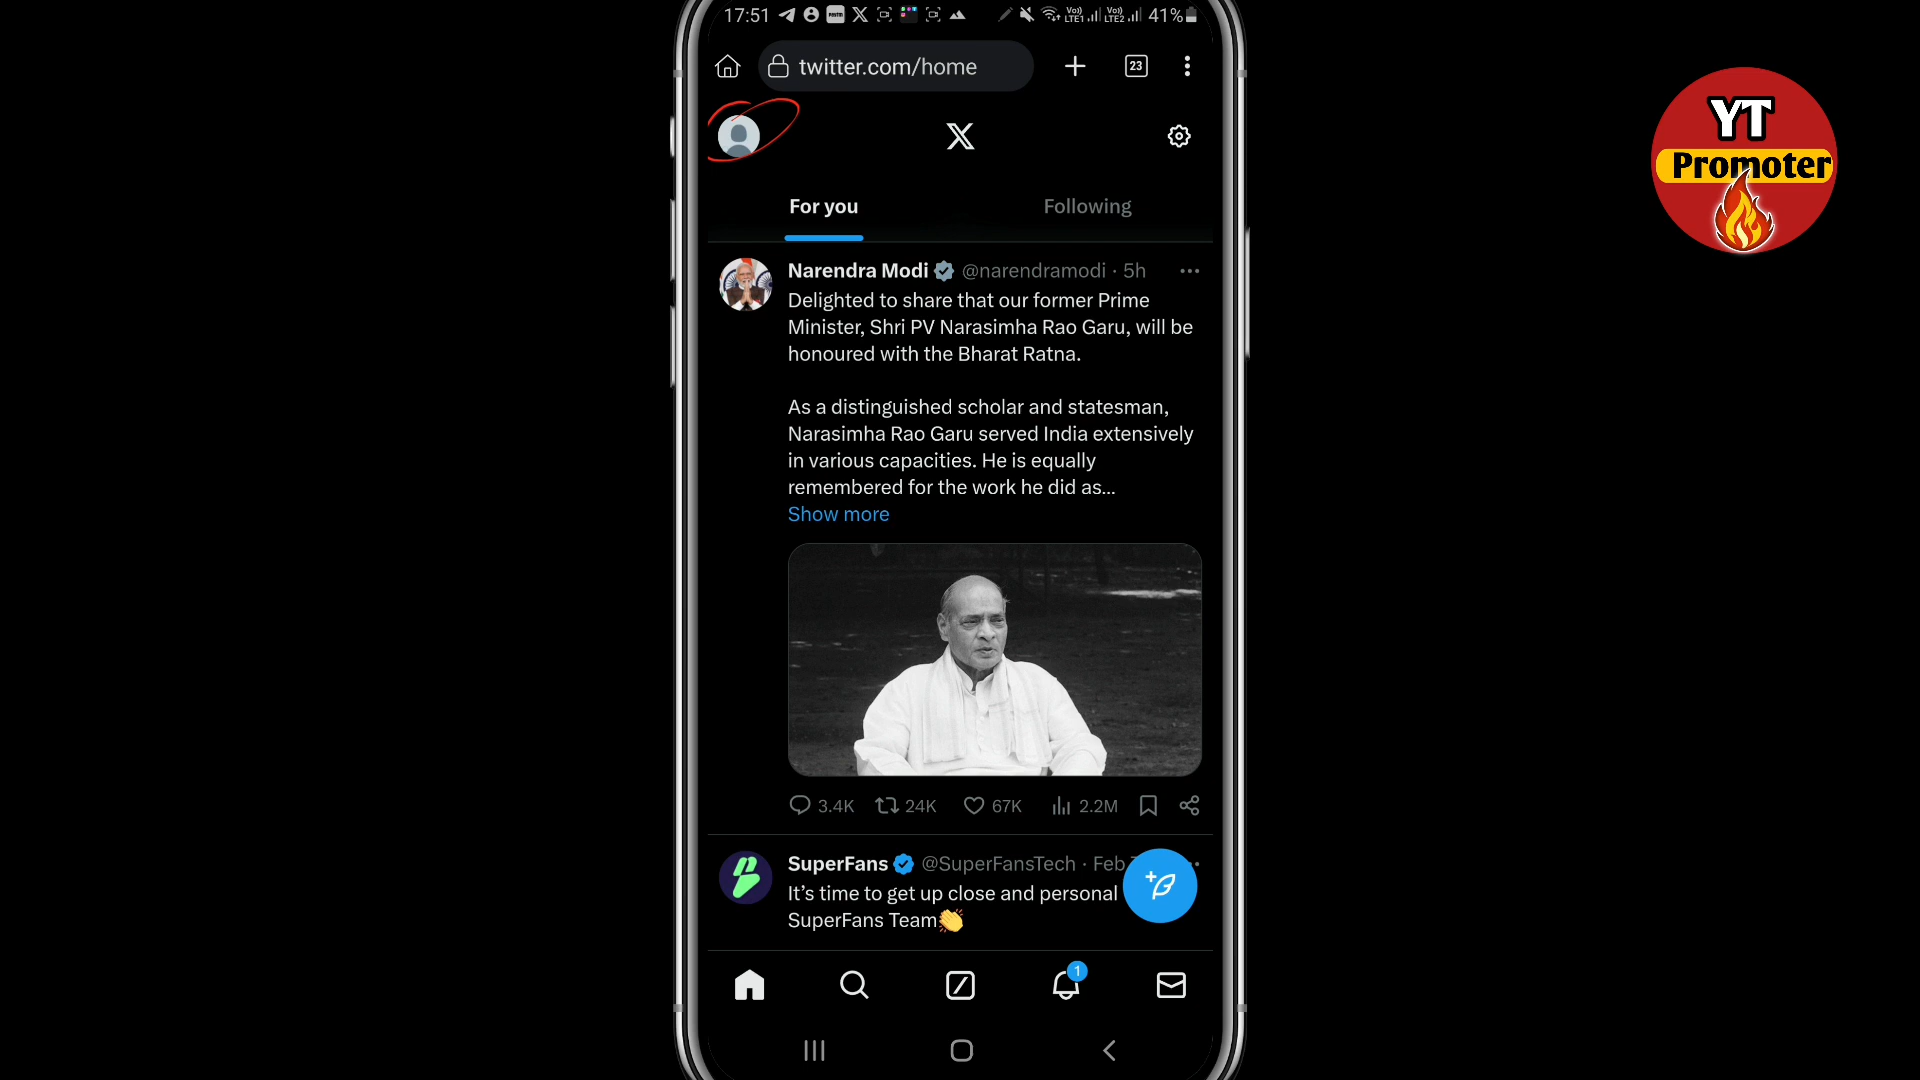 17:51 41%
twitter.com/home 23
YT
Promoter
For you Following
Narendra Modi @narendramodi · 5h
Delighted to share that our former Prime
Minister, Shri PV Narasimha Rao Garu, will be
honoured with the Bharat Ratna.
As a distinguished scholar and statesman,
Narasimha Rao Garu served India extensively
in various capacities. He is equally
remembered for the work he did as...
Show more
3.4K 24K 67K 2.2M
SuperFans @SuperFansTech · Feb
It's time to get up close and personal
SuperFans Team👏
1